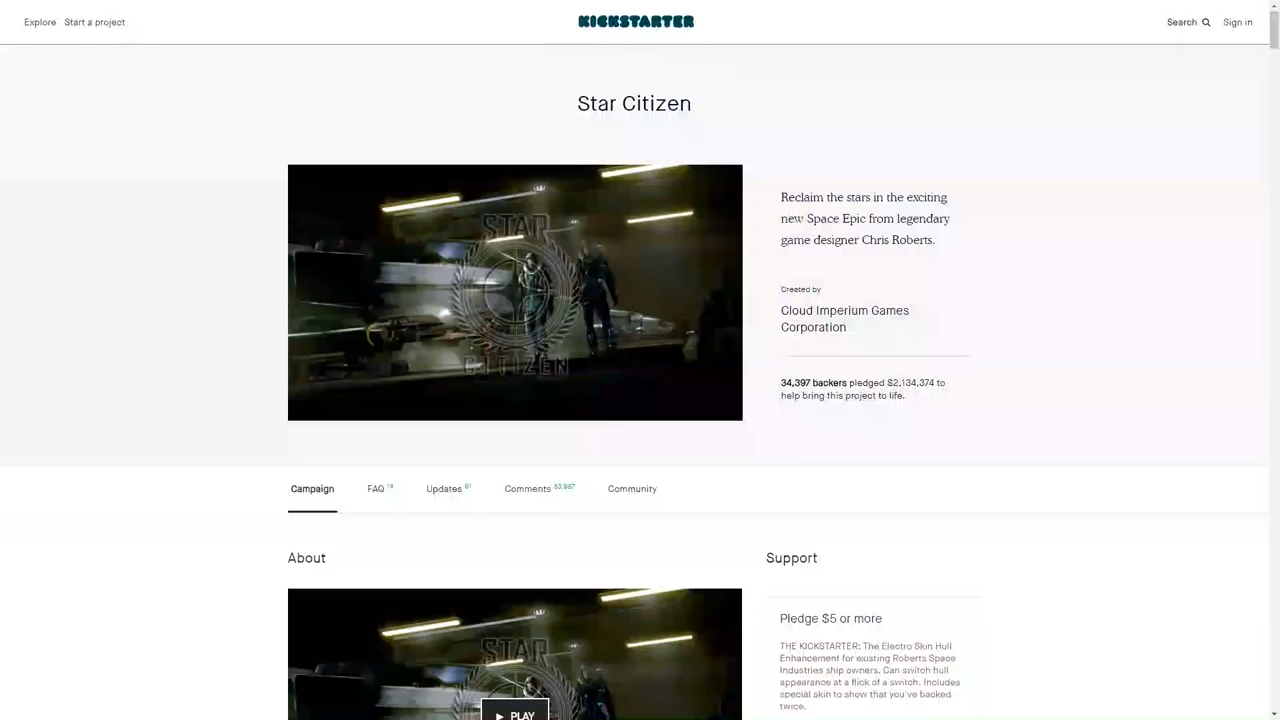 Explore Start a project
KICKSTARTER
Search
Sign in
Star Citizen
STAR
CITIZEN
Reclaim the stars in the exciting
new Space Epic from legendary
game designer Chris Roberts.
Created by
Cloud Imperium Games
Corporation
34,397 backers pledged $2,134,374 to
help bring this project to life.
Campaign
FAQ
Updates
Comments
Community
About
Support
STAR
PLAY
Pledge $5 or more
THE KICKSTARTER: The Electro Skin Hull
Enhancement for existing Roberts Space
Industries ship owners. Can switch hull
appearance at a flick of a switch. Includes
special skin to show that you've backed
twice.